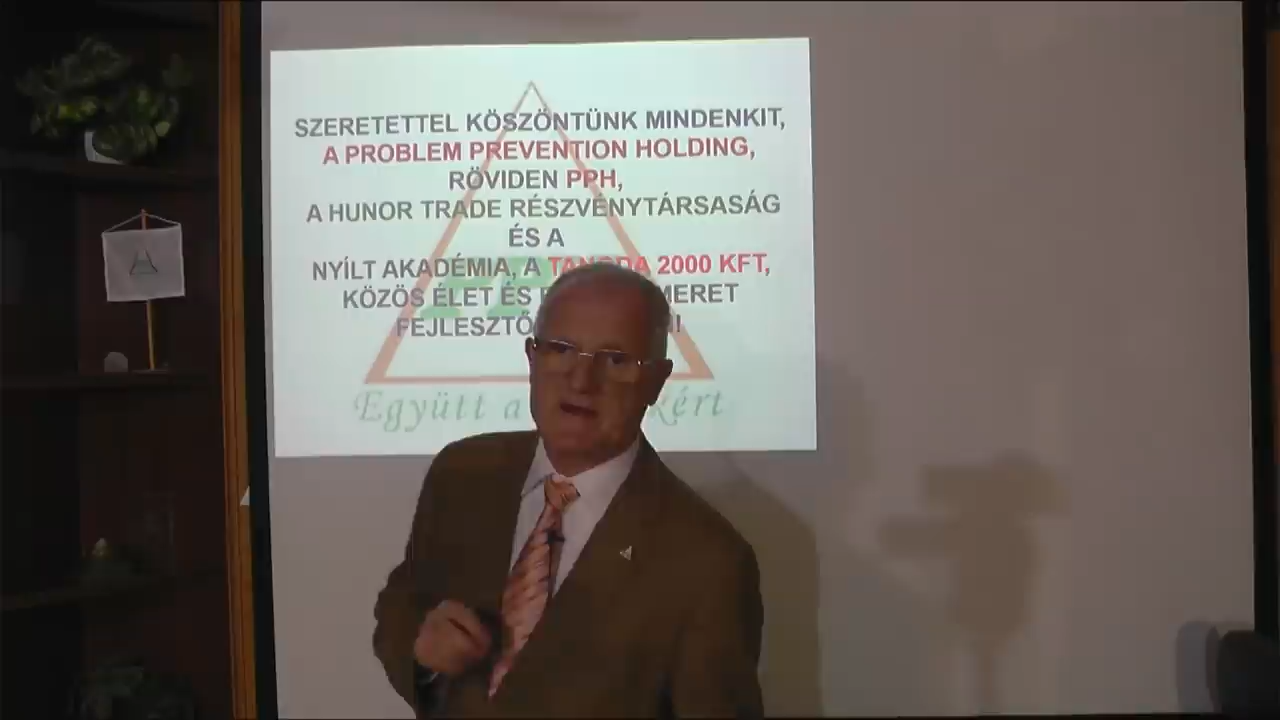 SZERETETTEL KÖSZÖNTÜNK MINDENKIT,
A PROBLEM PREVENTION HOLDING,
RÖVIDEN PPH,
A HUNOR TRADE RÉSZVÉNYTÁRSASÁG
ÉS A
NYÍLT AKADÉMIA, A TANODA 2000 KFT,
KÖZÖS ÉLET ÉS
FEJLESZTŐ
Együtt a